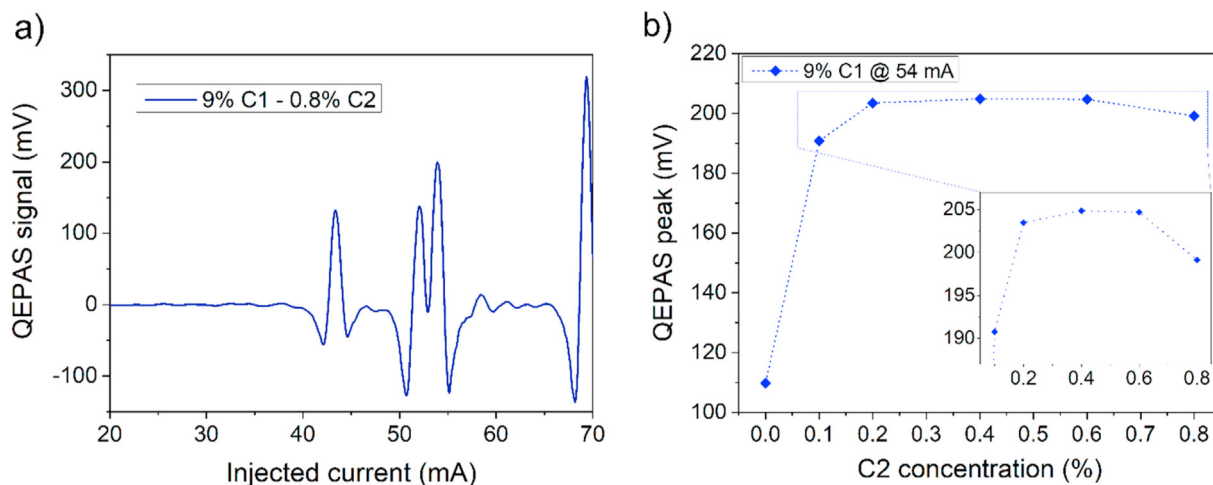 a)
9% C1 - 0.8% C2
QEPAS signal (mV)
300
200
100
0
-100
20 30 40 50 60 70
Injected current (mA)
b)
9% C1 @ 54 mA
QEPAS peak (mV)
220
200
180
160
140
120
100
205
200
195
190
0.2 0.4 0.6 0.8
0.0 0.1 0.2 0.3 0.4 0.5 0.6 0.7 0.8
C2 concentration (%)